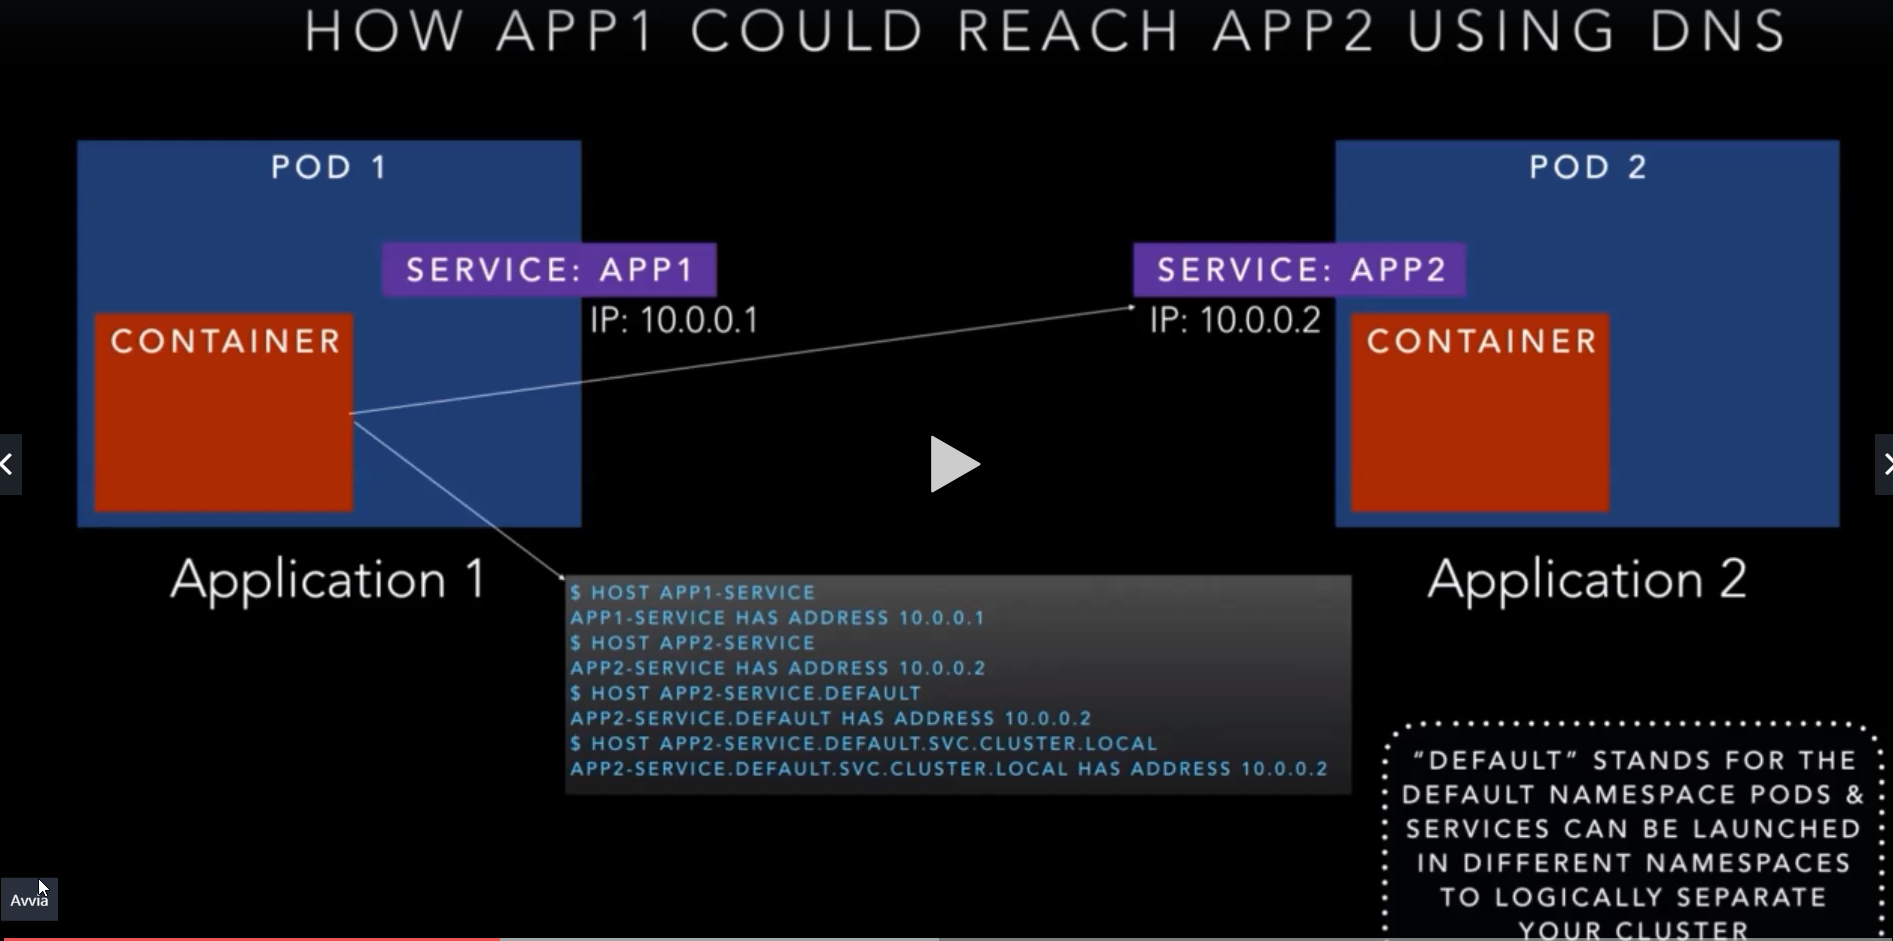 HOW APP1 COULD REACH APP2 USING DNS
POD 1
SERVICE: APP1
IP: 10.0.0.1
CONTAINER
Application 1
POD 2
SERVICE: APP2
IP: 10.0.0.2
CONTAINER
Application 2
$ HOST APP1-SERVICE
APP1-SERVICE HAS ADDRESS 10.0.0.1
$ HOST APP2-SERVICE
APP2-SERVICE HAS ADDRESS 10.0.0.2
$ HOST APP2-SERVICE.DEFAULT
APP2-SERVICE.DEFAULT HAS ADDRESS 10.0.0.2
$ HOST APP2-SERVICE.DEFAULT.SVC.CLUSTER.LOCAL
APP2-SERVICE.DEFAULT.SVC.CLUSTER.LOCAL HAS ADDRESS 10.0.0.2
"DEFAULT" STANDS FOR THE
DEFAULT NAMESPACE PODS &
SERVICES CAN BE LAUNCHED
IN DIFFERENT NAMESPACES
TO LOGICALLY SEPARATE
YOUR CLUSTER
Avvia